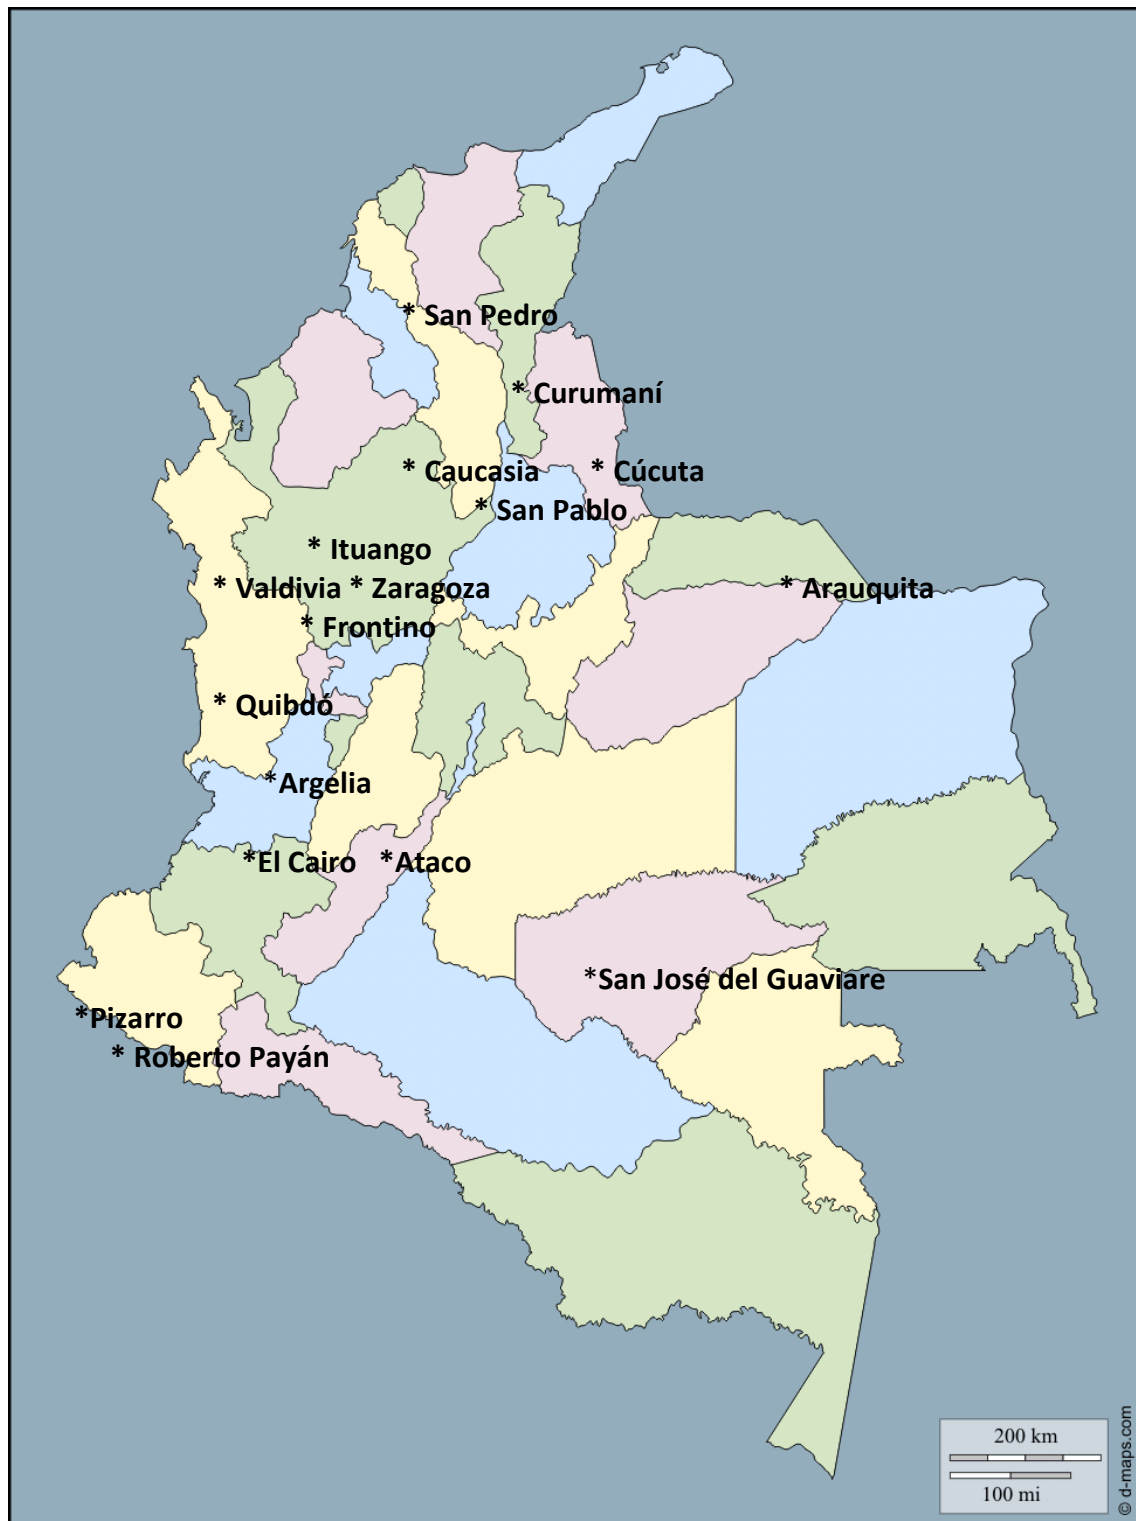 * San Pedro
* Curumaní
* Caucasia * Cúcuta
* San Pablo
* Ituango
* Valdivia * Zaragoza * Arauquita
* Frontino
* Quibdó
*Argelia
*El Cairo *Ataco
*San José del Guaviare
*Pizarro
* Roberto Payán
200 km
100 mi
© d-maps.com